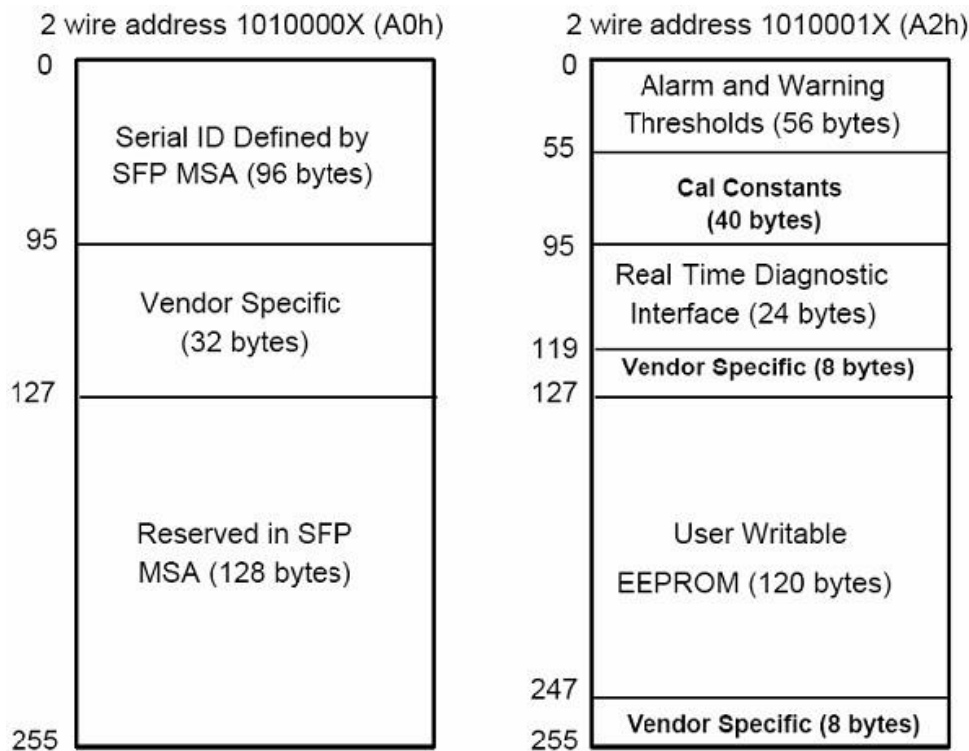 2 wire address 1010000X (A0h)
0
Serial ID Defined by
SFP MSA (96 bytes)
95
Vendor Specific
(32 bytes)
127
Reserved in SFP
MSA (128 bytes)
255
2 wire address 1010001X (A2h)
0
Alarm and Warning
Thresholds (56 bytes)
55
Cal Constants
(40 bytes)
95
Real Time Diagnostic
Interface (24 bytes)
119
Vendor Specific (8 bytes)
127
User Writable
EEPROM (120 bytes)
247
Vendor Specific (8 bytes)
255